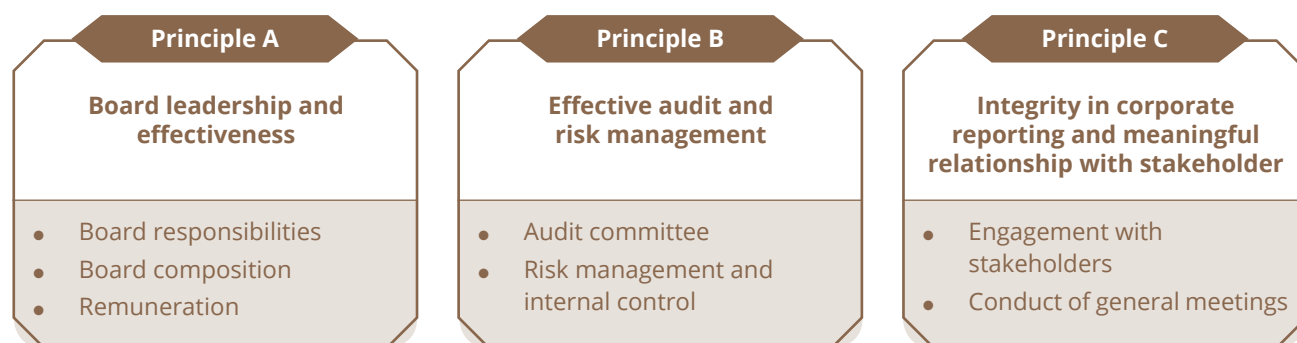 Principle A
Board leadership and
effectiveness
• Board responsibilities
• Board composition
• Remuneration
Principle B
Effective audit and
risk management
• Audit committee
• Risk management and
internal control
Principle C
Integrity in corporate
reporting and meaningful
relationship with stakeholder
• Engagement with
stakeholders
• Conduct of general meetings